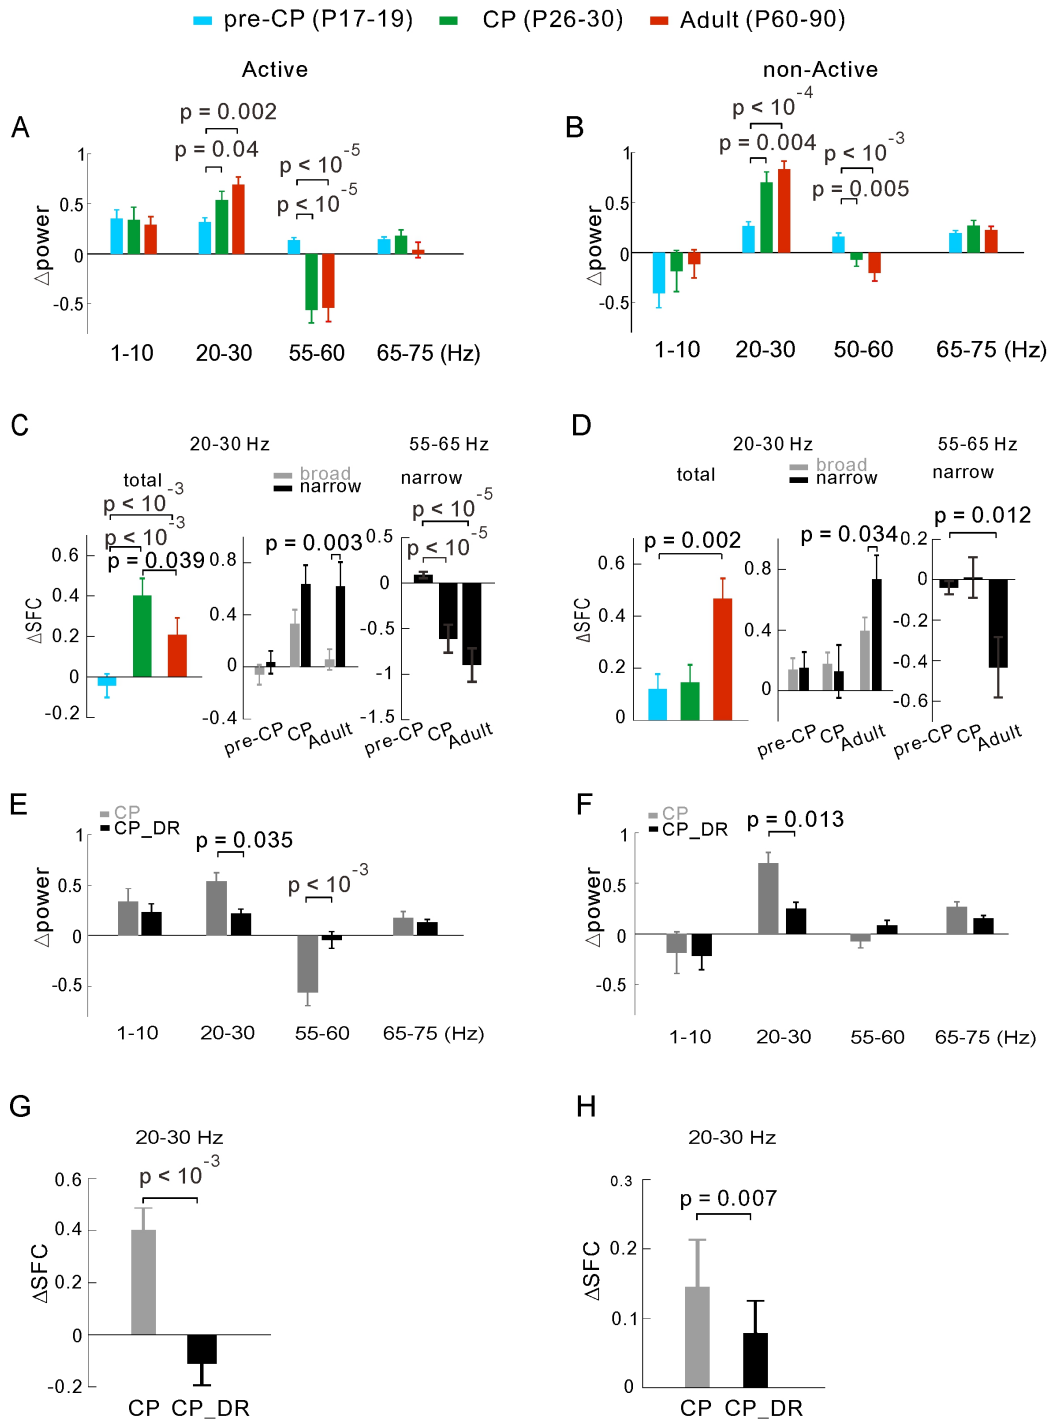 pre-CP (P17-19) CP (P26-30) Adult (P60-90)
Active non-Active
A
p = 0.002
p = 0.04
p < 10^-5
p < 10^-5
1
0.5
0
-0.5
△power
1-10 20-30 55-60 65-75 (Hz)
B
p < 10^-4
p = 0.004
p < 10^-3
p = 0.005
1
0.5
0
-0.5
△power
1-10 20-30 50-60 65-75 (Hz)
C
20-30 Hz 55-65 Hz
total
broad
narrow
narrow
p < 10^-3
p < 10^-3
p = 0.039
0.6
0.4
0.2
0
-0.2
ΔSFC
p = 0.003
0.8
0.4
0
-0.4
pre-CP CP Adult
p < 10^-5
p < 10^-5
0.5
0
-0.5
-1
-1.5
pre-CP CP Adult
D
20-30 Hz 55-65 Hz
total
broad
narrow
narrow
p = 0.002
0.6
0.4
0.2
0
ΔSFC
p = 0.034
0.8
0.4
0
pre-CP CP Adult
p = 0.012
0.2
0
-0.2
-0.4
-0.6
pre-CP CP Adult
E
CP
CP_DR
p = 0.035
p < 10^-3
1
0.5
0
-0.5
△power
1-10 20-30 55-60 65-75 (Hz)
F
CP
CP_DR
p = 0.013
1
0.5
0
-0.5
△power
1-10 20-30 55-60 65-75 (Hz)
G
20-30 Hz
p < 10^-3
0.6
0.4
0.2
0
-0.2
ΔSFC
CP CP_DR
H
20-30 Hz
p = 0.007
0.3
0.2
0.1
0
ΔSFC
CP CP_DR